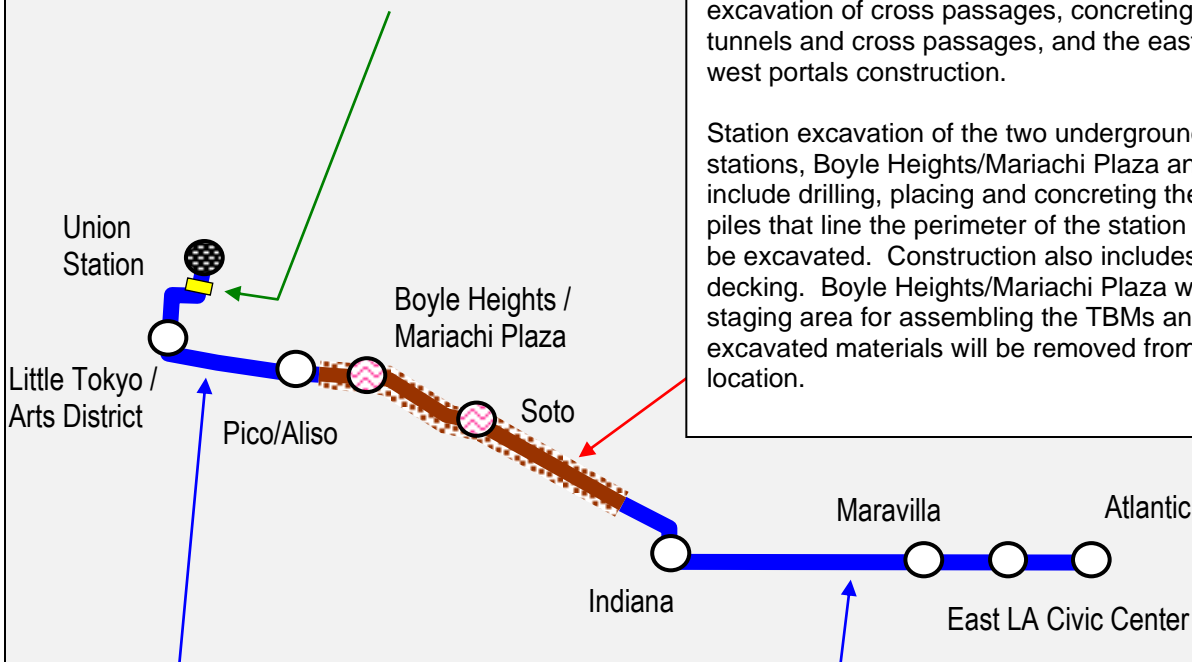 excavation of cross passages, concreting
tunnels and cross passages, and the east
west portals construction.
Station excavation of the two underground
stations, Boyle Heights/Mariachi Plaza an
include drilling, placing and concreting the
piles that line the perimeter of the station
be excavated. Construction also includes
decking. Boyle Heights/Mariachi Plaza w
staging area for assembling the TBMs an
excavated materials will be removed from
location.
Union
Station
Boyle Heights /
Mariachi Plaza
Little Tokyo /
Arts District
Pico/Aliso
Soto
Maravilla
Atlantic
Indiana
East LA Civic Center